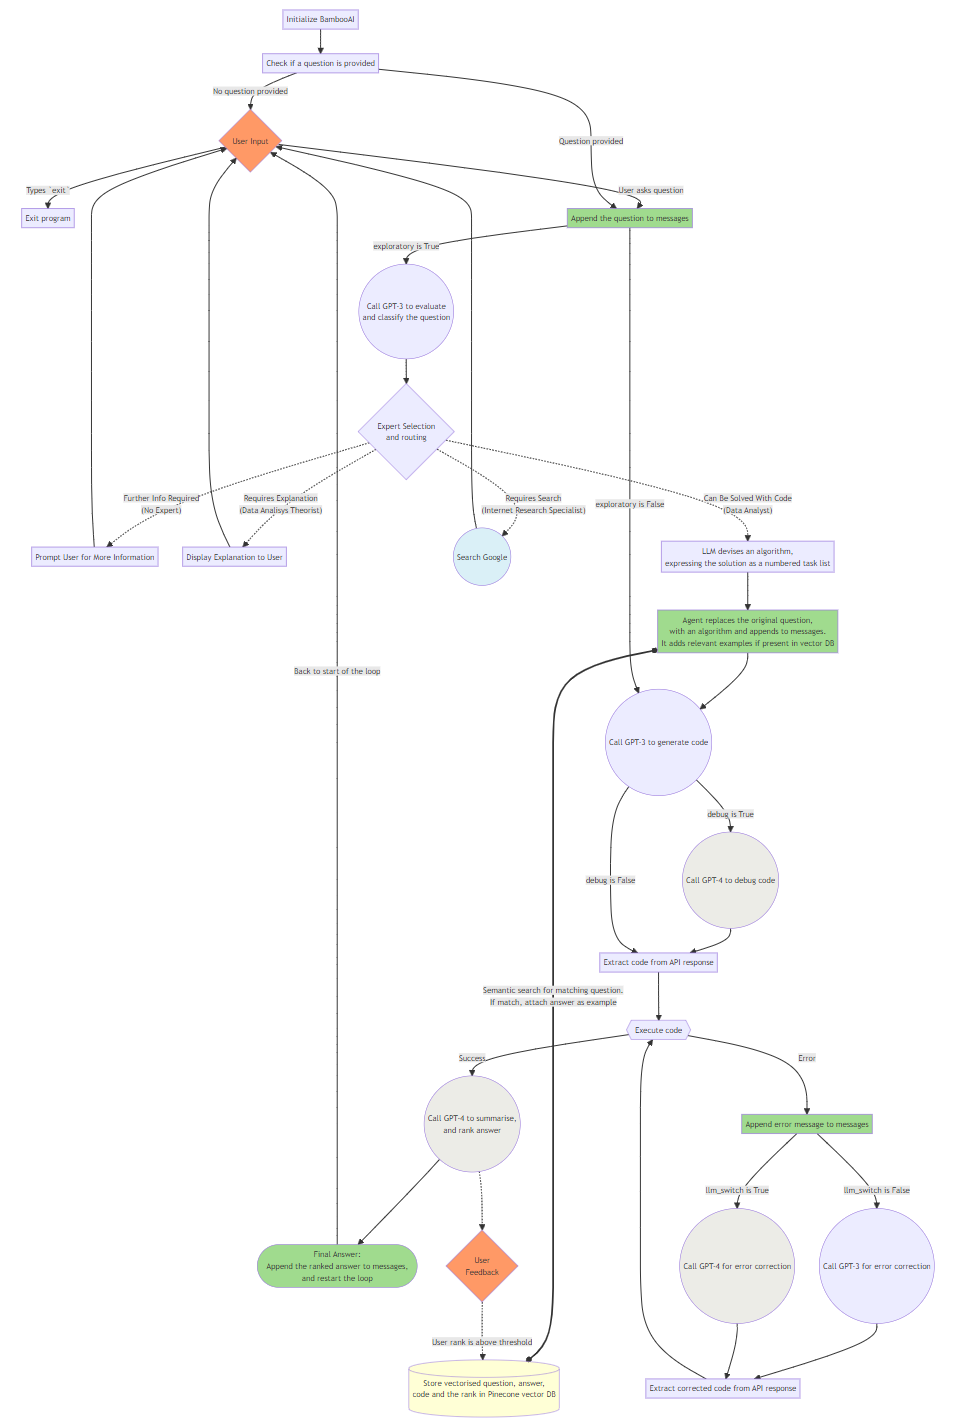 Initialize BambooAI
Check if a question is provided
No question provided
Question provided
User Input
Types `exit`
User asks question
Exit program
Append the question to messages
exploratory is True
Call GPT-3 to evaluate
and classify the question
Expert Selection
and routing
Further Info Required
(No Expert)
Requires Explanation
(Data Analisys Theorist)
Requires Search
(Internet Research Specialist)
exploratory is False
Can Be Solved With Code
(Data Analyst)
Prompt User for More Information
Display Explanation to User
Search Google
LLM devises an algorithm,
expressing the solution as a numbered task list
Agent replaces the original question,
with an algorithm and appends to messages.
It adds relevant examples if present in vector DB
Back to start of the loop
Call GPT-3 to generate code
debug is True
debug is False
Call GPT-4 to debug code
Extract code from API response
Semantic search for matching question.
If match, attach answer as example
Execute code
Success
Error
Call GPT-4 to summarise,
and rank answer
Append error message to messages
llm_switch is True
llm_switch is False
Final Answer:
Append the ranked answer to messages,
and restart the loop
User
Feedback
Call GPT-4 for error correction
Call GPT-3 for error correction
User rank is above threshold
Store vectorised question, answer,
code and the rank in Pinecone vector DB
Extract corrected code from API response